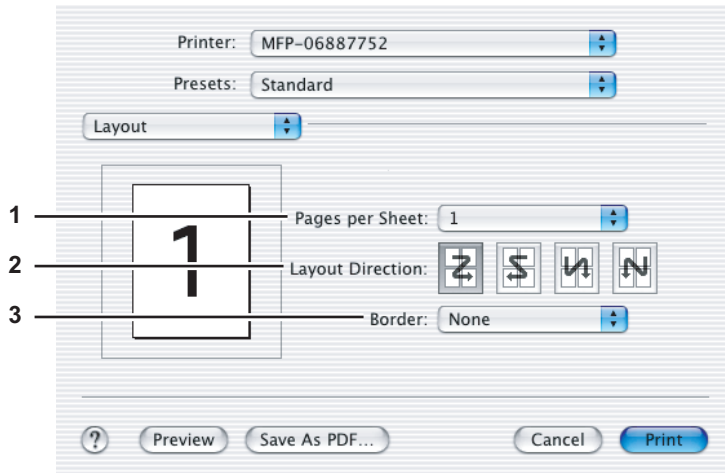 Printer: MFP-06887752
Presets: Standard
Layout
1
1 Pages per Sheet: 1
2 Layout Direction:
3 Border: None
? Preview Save As PDF... Cancel Print